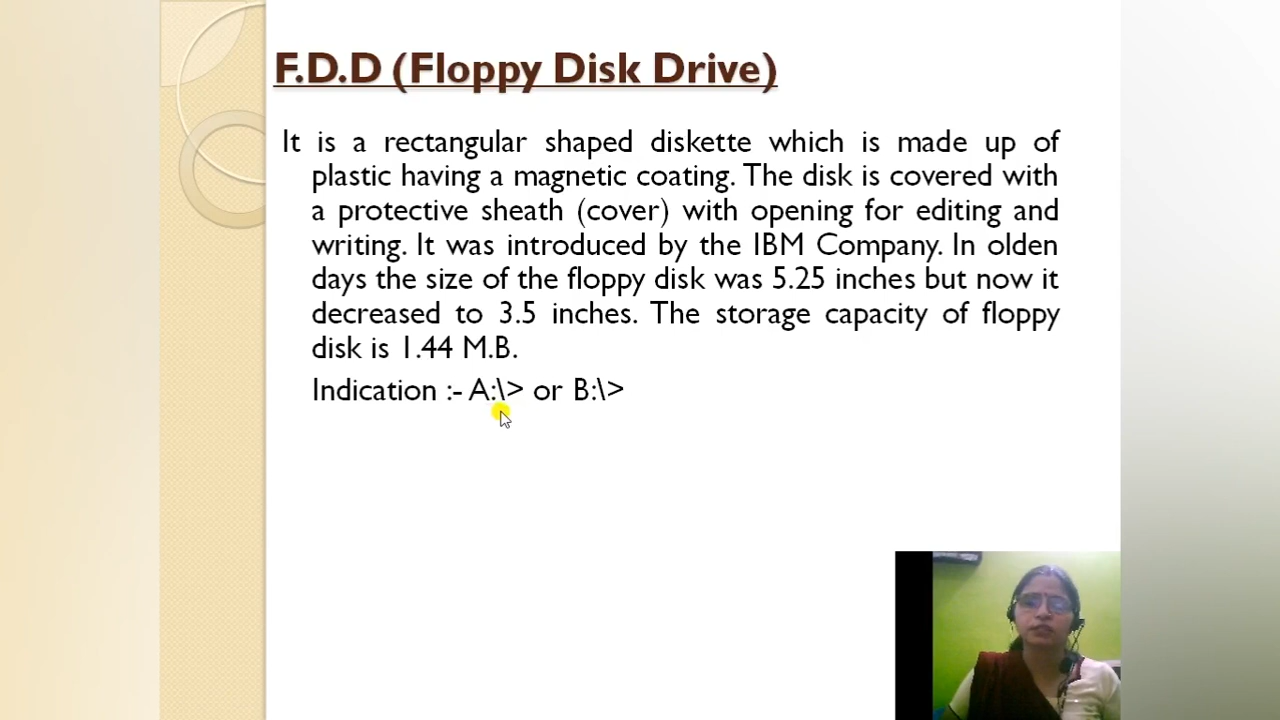 F.D.D (Floppy Disk Drive)
It is a rectangular shaped diskette which is made up of
plastic having a magnetic coating. The disk is covered with
a protective sheath (cover) with opening for editing and
writing. It was introduced by the IBM Company. In olden
days the size of the floppy disk was 5.25 inches but now it
decreased to 3.5 inches. The storage capacity of floppy
disk is 1.44 M.B.
Indication :- A:\> or B:\>